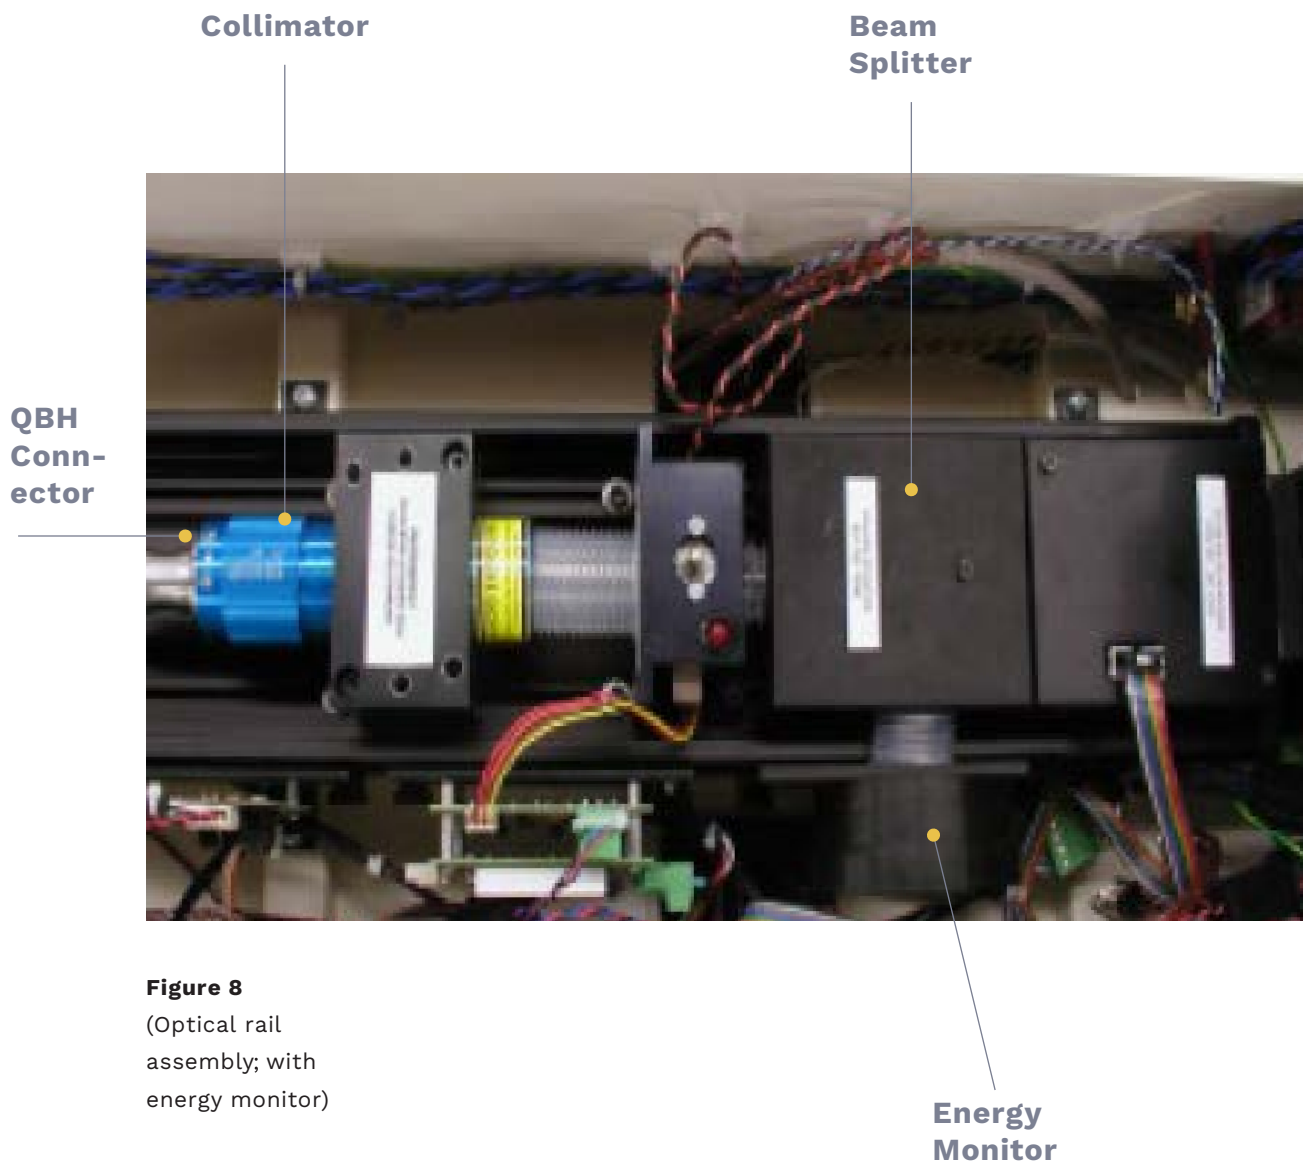 Collimator
Beam
Splitter
QBH
Conn-
ector
Figure 8
(Optical rail
assembly; with
energy monitor)
Energy
Monitor